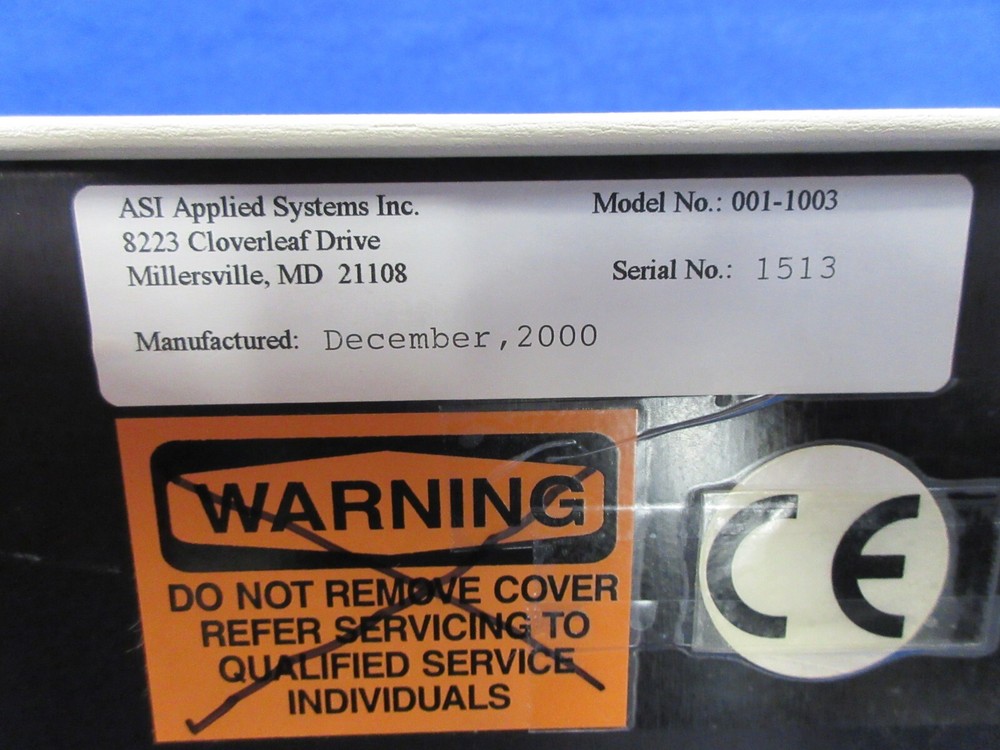 ASI Applied Systems Inc.
8223 Cloverleaf Drive
Millersville, MD 21108
Model No.: 001-1003
Serial No.: 1513
Manufactured: December,2000
WARNING
DO NOT REMOVE COVER
REFER SERVICING TO
QUALIFIED SERVICE
INDIVIDUALS
CE